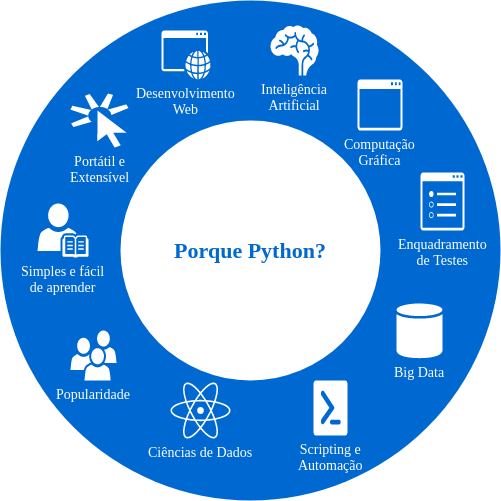 Porque Python?
Desenvolvimento
Web
Inteligência
Artificial
Computação
Gráfica
Enquadramento
de Testes
Big Data
Scripting e
Automação
Ciências de Dados
Popularidade
Simples e fácil
de aprender
Portátil e
Extensível